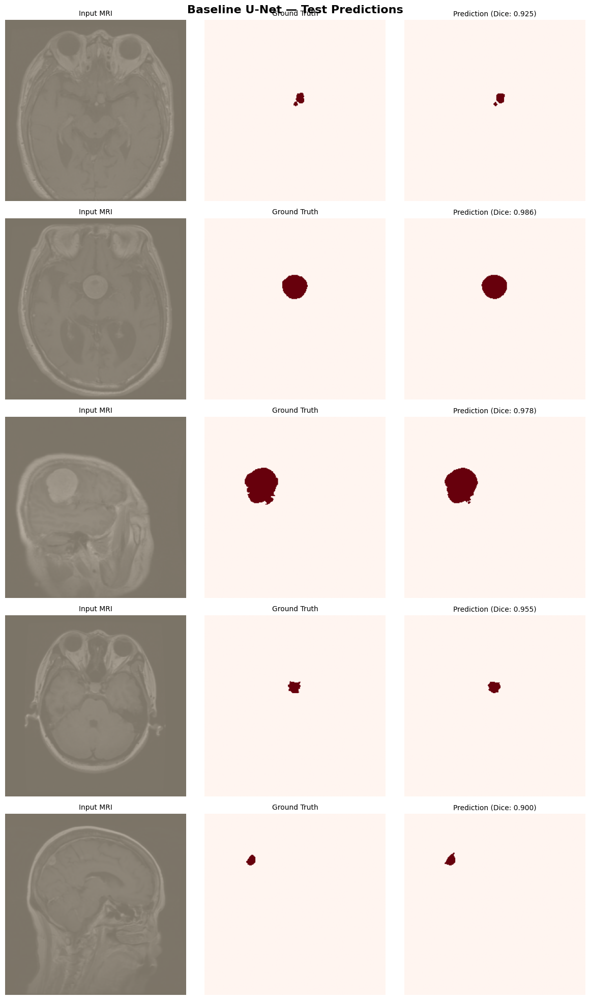 Baseline U-Net — Test Predictions
Input MRI
Ground Truth
Prediction (Dice: 0.925)
Input MRI
Ground Truth
Prediction (Dice: 0.986)
Input MRI
Ground Truth
Prediction (Dice: 0.978)
Input MRI
Ground Truth
Prediction (Dice: 0.955)
Input MRI
Ground Truth
Prediction (Dice: 0.900)